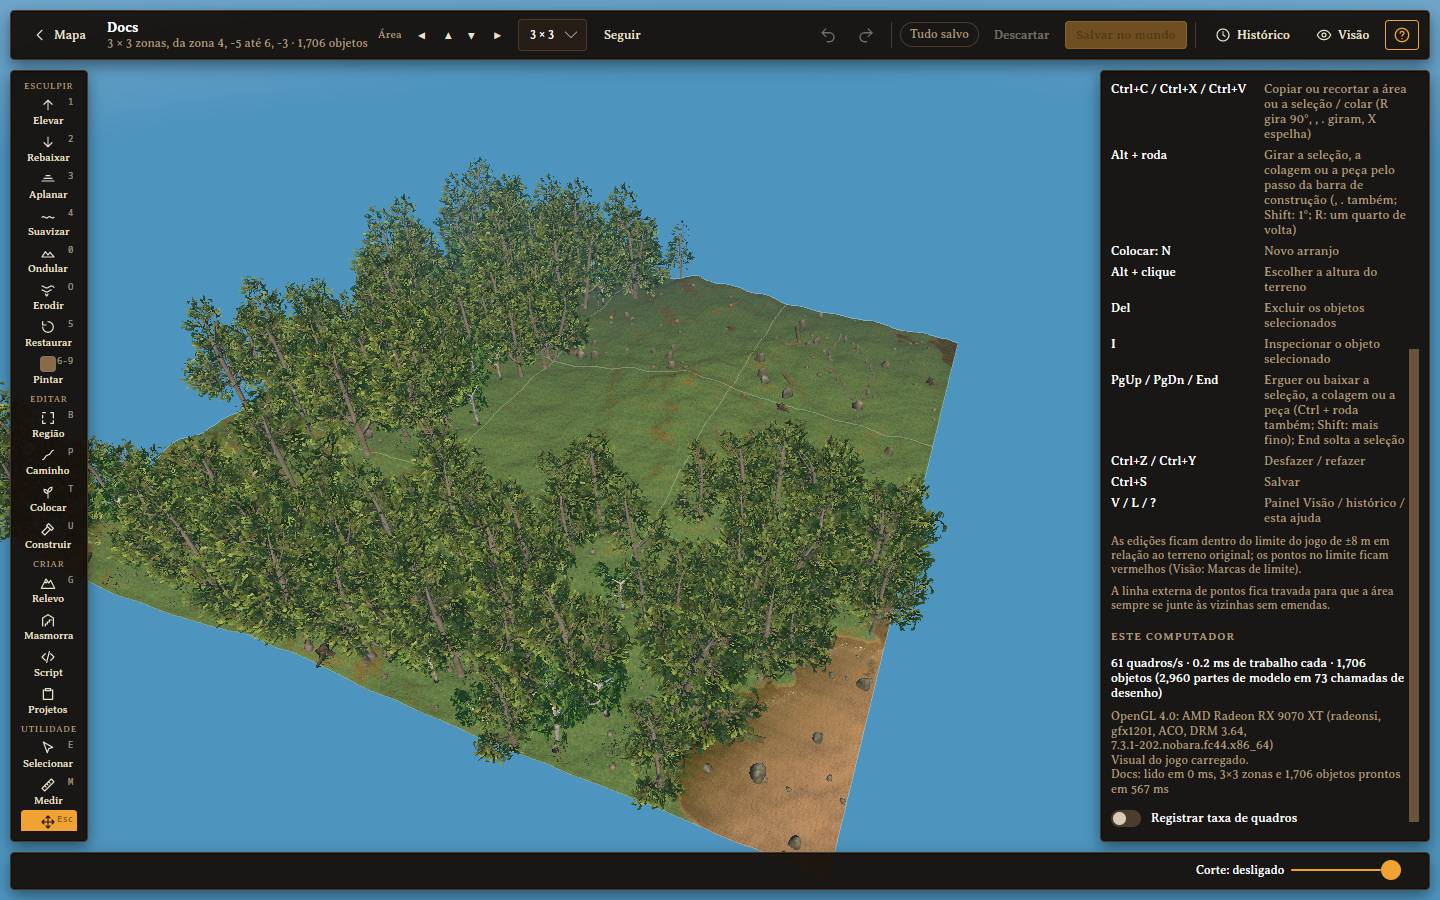 Mapa
Docs
3 × 3 zonas, da zona 4, -5 até 6, -3 · 1,706 objetos
Área
3 × 3
Seguir
Tudo salvo
Descartar
Salvar no mundo
Histórico
Visão
ESCULPIR
1
Elevar
2
Rebaixar
3
Aplanar
4
Suavizar
0
Ondular
O
Erodir
5
Restaurar
6-9
Pintar
EDITAR
B
Região
P
Caminho
T
Colocar
U
Construir
CRIAR
G
Relevo
Masmorra
Script
Projetos
UTILIDADE
E
Selecionar
M
Medir
Esc
Ctrl+C / Ctrl+X / Ctrl+V
Copiar ou recortar a área
ou a seleção / colar (R
gira 90°, , . giram, X
espelha)
Alt + roda
Girar a seleção, a
colagem ou a peça pelo
passo da barra de
construção (, . também;
Shift: 1°; R: um quarto de
volta)
Colocar: N
Novo arranjo
Alt + clique
Escolher a altura do
terreno
Del
Excluir os objetos
selecionados
I
Inspecionar o objeto
selecionado
PgUp / PgDn / End
Erguer ou baixar a
seleção, a colagem ou a
peça (Ctrl + roda
também; Shift: mais
fino); End solta a seleção
Ctrl+Z / Ctrl+Y
Desfazer / refazer
Ctrl+S
Salvar
V / L / ?
Painel Visão / histórico /
esta ajuda
As edições ficam dentro do limite do jogo de ±8 m em
relação ao terreno original; os pontos no limite ficam
vermelhos (Visão: Marcas de limite).
A linha externa de pontos fica travada para que a área
sempre se junte às vizinhas sem emendas.
ESTE COMPUTADOR
61 quadros/s · 0.2 ms de trabalho cada · 1,706
objetos (2,960 partes de modelo em 73 chamadas de
desenho)
OpenGL 4.0: AMD Radeon RX 9070 XT (radeonsi,
gfx1201, ACO, DRM 3.64,
7.3.1-202.nobara.fc44.x86_64)
Visual do jogo carregado.
Docs: lido em 0 ms, 3×3 zonas e 1,706 objetos prontos
em 567 ms
Registrar taxa de quadros
Corte: desligado